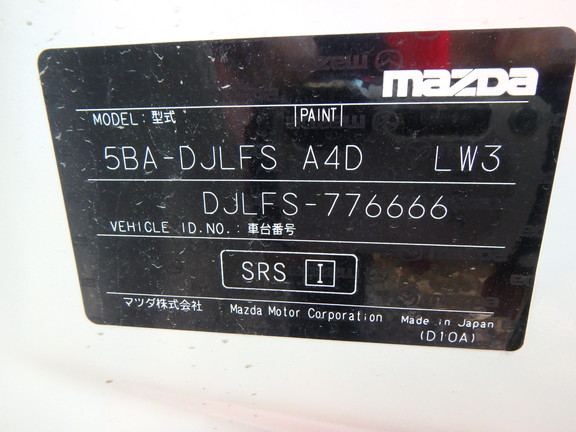 mazda
MODEL: 型式 PAINT
5BA-DJLFS A4D LW3
DJLFS-776666
VEHICLE ID.NO.: 車台番号
SRS I
マツダ株式会社 Mazda Motor Corporation Made in Japan
(D10A)